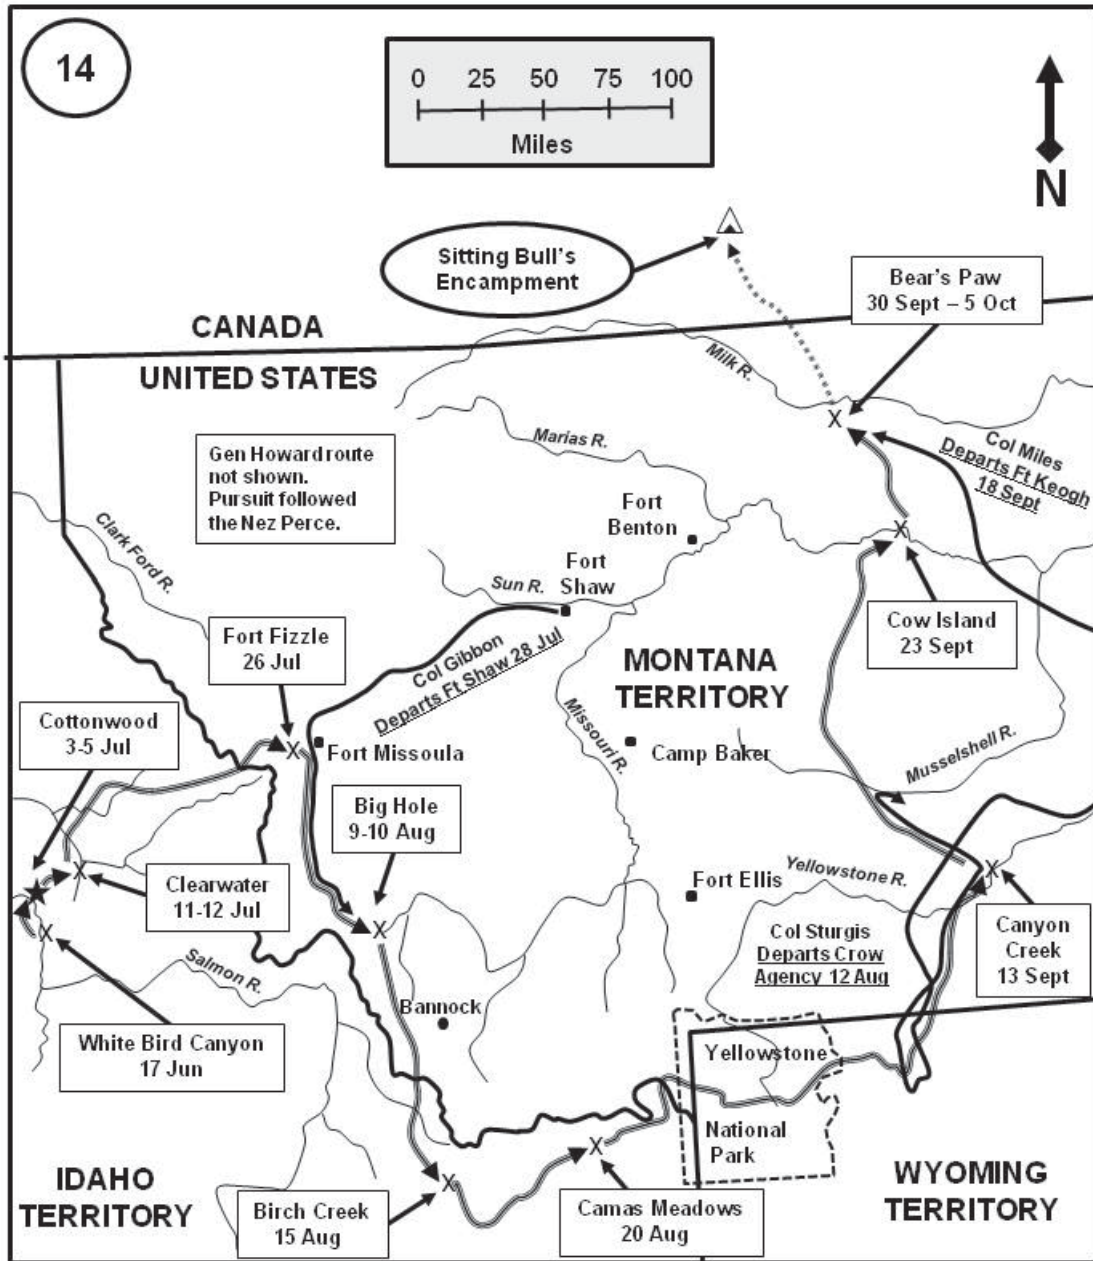 14
0 25 50 75 100
Miles
N
Sitting Bull's
Encampment
Bear's Paw
30 Sept – 5 Oct
CANADA
UNITED STATES
Milk R.
Marias R.
Col Miles
Departs Ft Keogh
18 Sept
Gen Howard route
not shown.
Pursuit followed
the Nez Perce.
Fort
Benton
Clark Ford R.
Fort
Shaw
Sun R.
Fort Fizzle
26 Jul
Col Gibbon
Departs Ft Shaw 28 Jul
Cow Island
23 Sept
MONTANA
TERRITORY
Cottonwood
3-5 Jul
Fort Missoula
Missouri R.
Camp Baker
Musselshell R.
Big Hole
9-10 Aug
Clearwater
11-12 Jul
Fort Ellis
Yellowstone R.
Canyon
Creek
13 Sept
Col Sturgis
Departs Crow
Agency 12 Aug
Salmon R.
Bannock
White Bird Canyon
17 Jun
Yellowstone
National
Park
IDAHO
TERRITORY
Birch Creek
15 Aug
Camas Meadows
20 Aug
WYOMING
TERRITORY